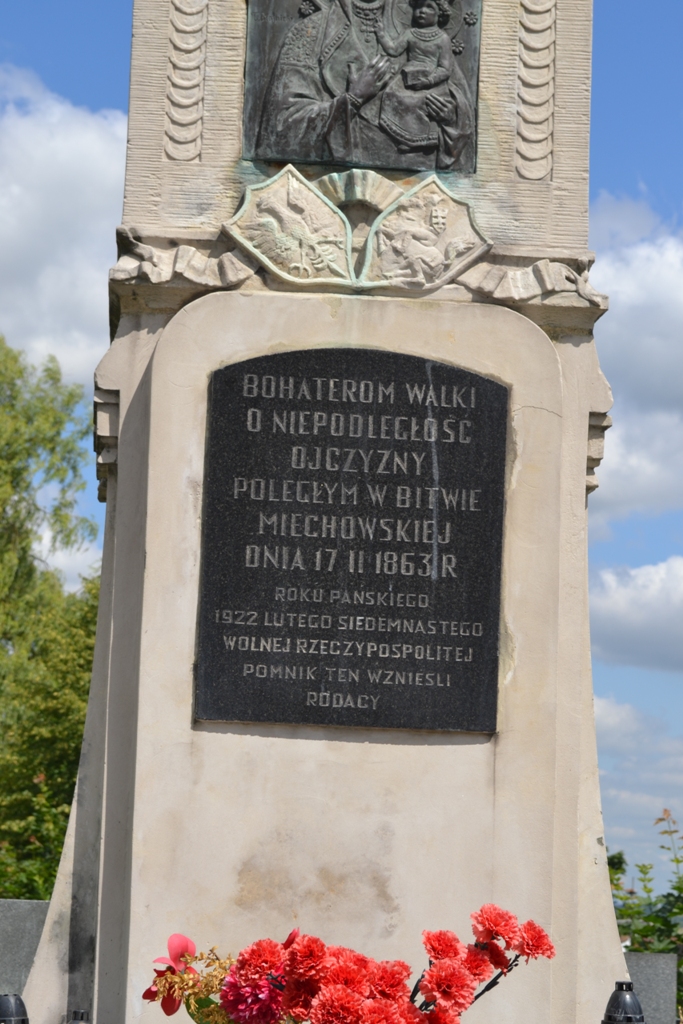 BOHATEROM WALKI
O NIEPODLEGŁOŚĆ
OJCZYZNY
POLEGŁYM W BITWIE
MIECHOWSKIEJ
DNIA 17 II 1863 R
ROKU PAŃSKIEGO
1922 LUTEGO SIEDEMNASTEGO
WOLNEJ RZECZYPOSPOLITEJ
POMNIK TEN WZNIEŚLI
RODACY